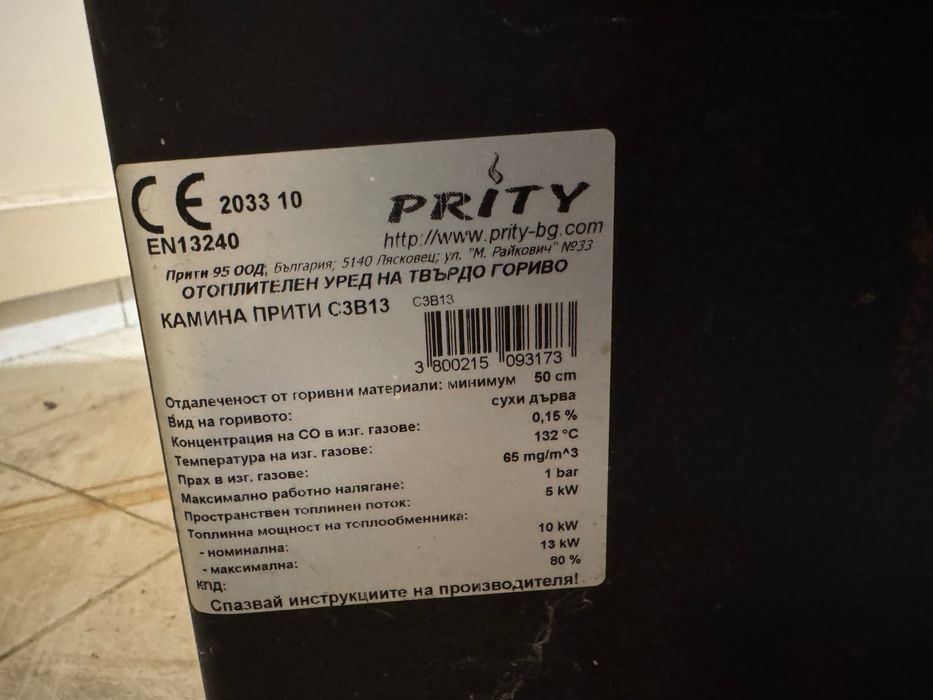 CE 2033 10
PRITY
EN13240
http://www.prity-bg.com
Прити 95 ООД, България; 5140 Лясковец; ул. "М. Райкович" №33
ОТОПЛИТЕЛЕН УРЕД НА ТВЪРДО ГОРИВО
КАМИНА ПРИТИ С3В13
С3В13
3 800215 093173
Отдалеченост от горивни материали: минимум 50 cm
Вид на горивото: сухи дърва
Концентрация на СО в изг. газове: 0,15 %
Температура на изг. газове: 132 °C
Прах в изг. газове: 65 mg/m^3
Максимално работно налягане: 1 bar
Пространствен топлинен поток: 5 kW
Топлинна мощност на топлообменника:
- номинална: 10 kW
- максимална: 13 kW
КПД: 80 %
Спазвай инструкциите на производителя!